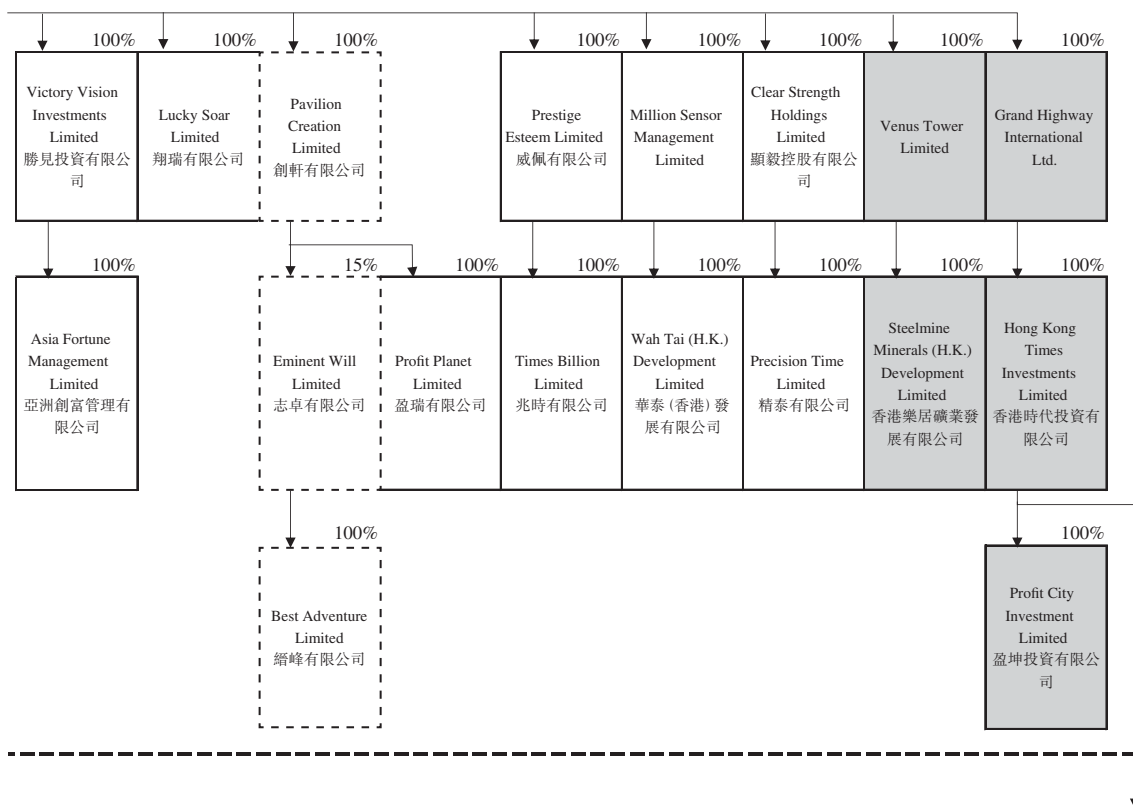 100%
100%
100%
100%
100%
100%
100%
100%
Victory Vision
Investments
Limited
勝見投資有限公
司
Lucky Soar
Limited
翔瑞有限公司
Pavilion
Creation
Limited
創軒有限公司
Prestige
Esteem Limited
威佩有限公司
Million Sensor
Management
Limited
Clear Strength
Holdings
Limited
顯毅控股有限公
司
Venus Tower
Limited
Grand Highway
International
Ltd.
100%
15%
100%
100%
100%
100%
100%
100%
Asia Fortune
Management
Limited
亞洲創富管理有
限公司
Eminent Will
Limited
志卓有限公司
Profit Planet
Limited
盈瑞有限公司
Times Billion
Limited
兆時有限公司
Wah Tai (H.K.)
Development
Limited
華泰(香港)發
展有限公司
Precision Time
Limited
精泰有限公司
Steelmine
Minerals (H.K.)
Development
Limited
香港樂居礦業發
展有限公司
Hong Kong
Times
Investments
Limited
香港時代投資有
限公司
100%
100%
Best Adventure
Limited
縉峰有限公司
Profit City
Investment
Limited
盈坤投資有限公
司